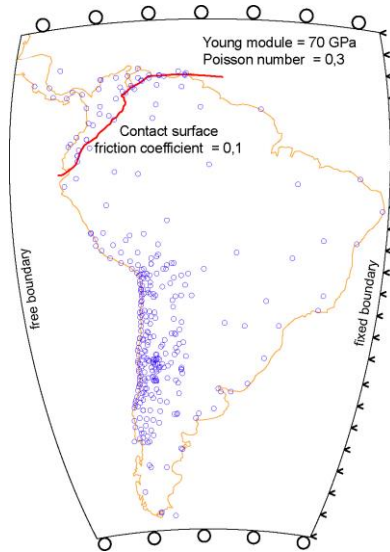 Young module = 70 GPa
Poisson number = 0,3
Contact surface
friction coefficient = 0,1
free boundary
fixed boundary